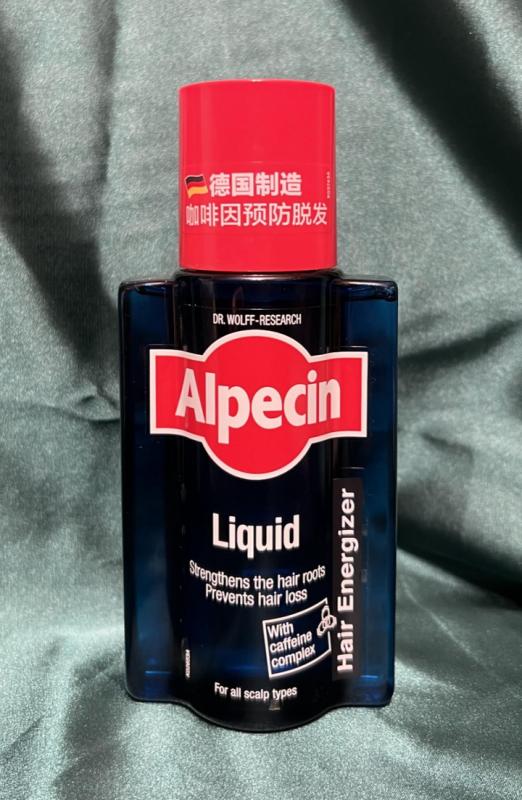 德国制造
咖啡因预防脱发
DR. WOLFF-RESEARCH
Alpecin
Liquid
Strengthens the hair roots
Prevents hair loss
With
caffeine
complex
Hair Energizer
For all scalp types